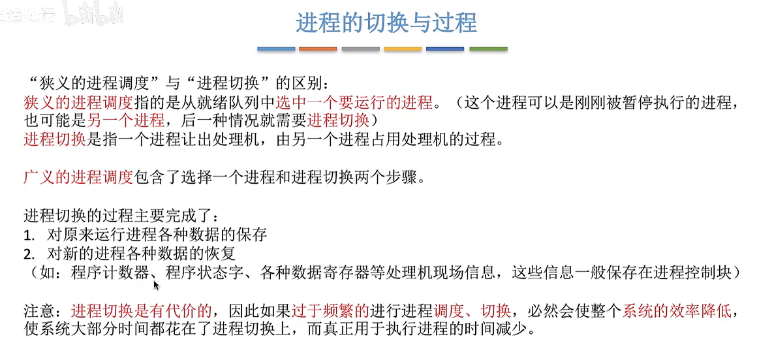 进程的切换与过程
“狭义的进程调度”与“进程切换”的区别：
狭义的进程调度指的是从就绪队列中选中一个要运行的进程。（这个进程可以是刚刚被暂停执行的进程，
也可能是另一个进程，后一种情况就需要进程切换）
进程切换是指一个进程让出处理机，由另一个进程占用处理机的过程。
广义的进程调度包含了选择一个进程和进程切换两个步骤。
进程切换的过程主要完成了：
1. 对原来运行进程各种数据的保存
2. 对新的进程各种数据的恢复
（如：程序计数器、程序状态字、各种数据寄存器等处理机现场信息，这些信息一般保存在进程控制块）
注意：进程切换是有代价的，因此如果过于频繁的进行进程调度、切换，必然会使整个系统的效率降低，
使系统大部分时间都花在了进程切换上，而真正用于执行进程的时间减少。